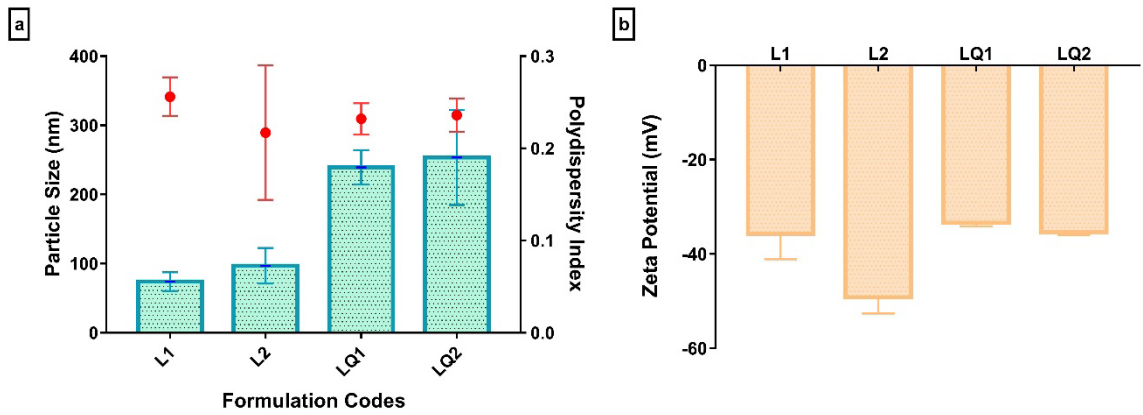 a
400
300
200
100
0
Particle Size (nm)
0.3
0.2
0.1
0.0
Polydispersity Index
L1
L2
LQ1
LQ2
Formulation Codes
b
L1
L2
LQ1
LQ2
0
-20
-40
-60
Zeta Potential (mV)